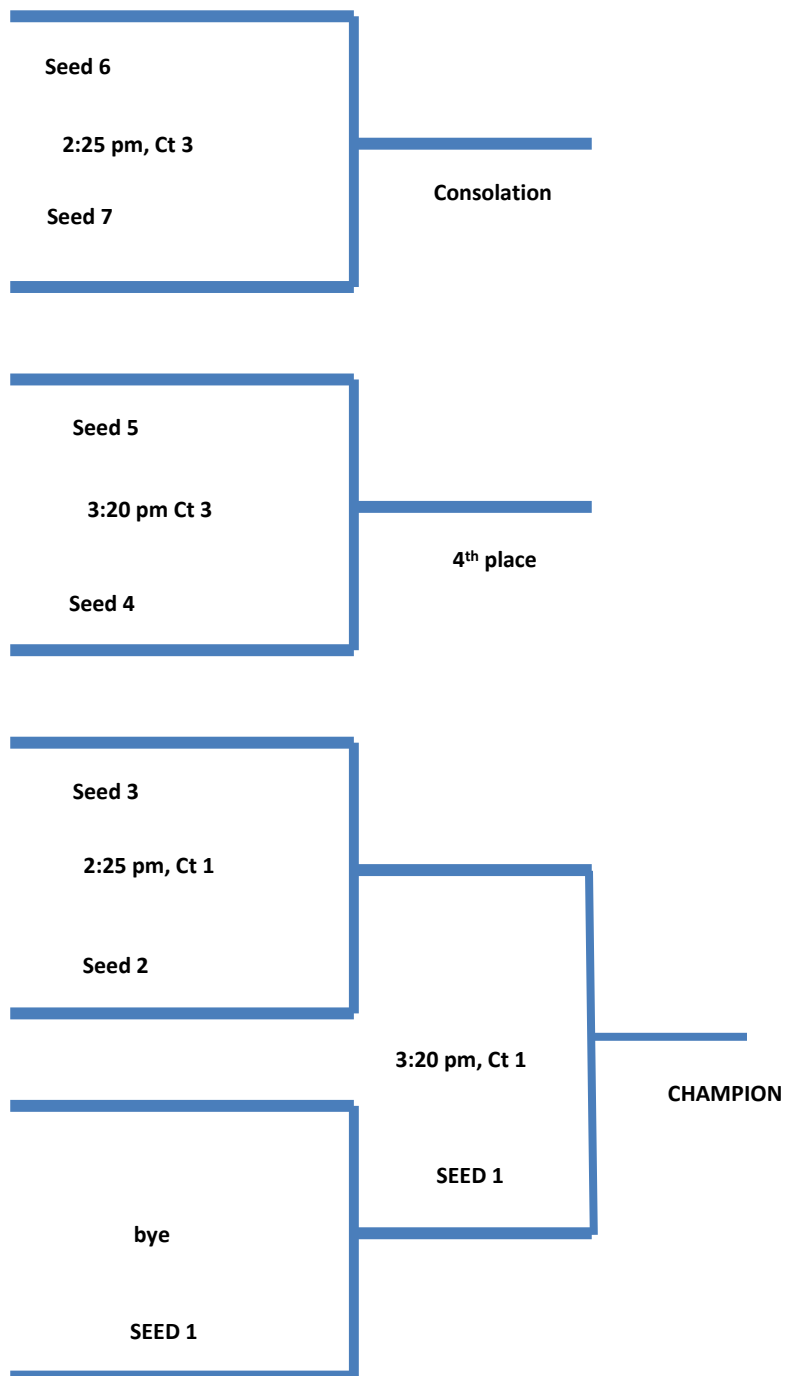 Seed 6
2:25 pm, Ct 3
Consolation
Seed 7
Seed 5
3:20 pm Ct 3
4th place
Seed 4
Seed 3
2:25 pm, Ct 1
Seed 2
3:20 pm, Ct 1
CHAMPION
SEED 1
bye
SEED 1